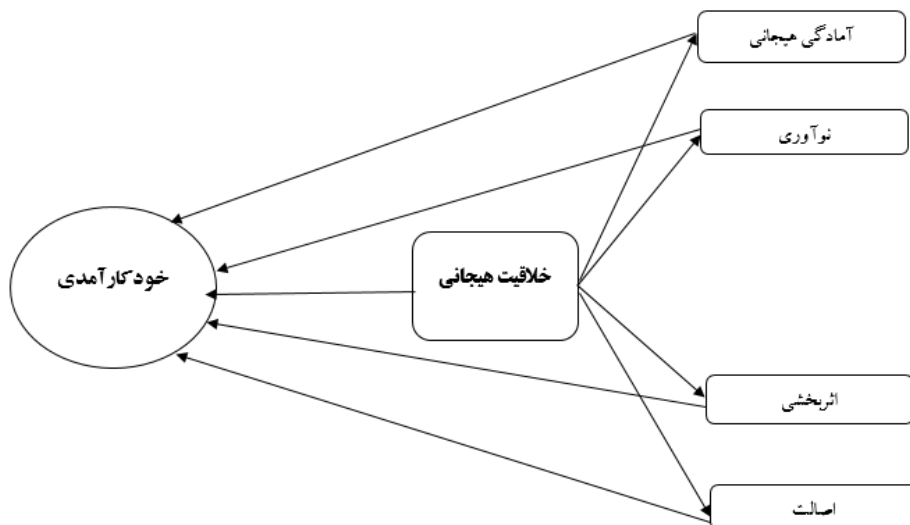 آمادگی هیجانی
نوآوری
خلاقیت هیجانی
خودکارآمدی
اثربخشی
اصالت